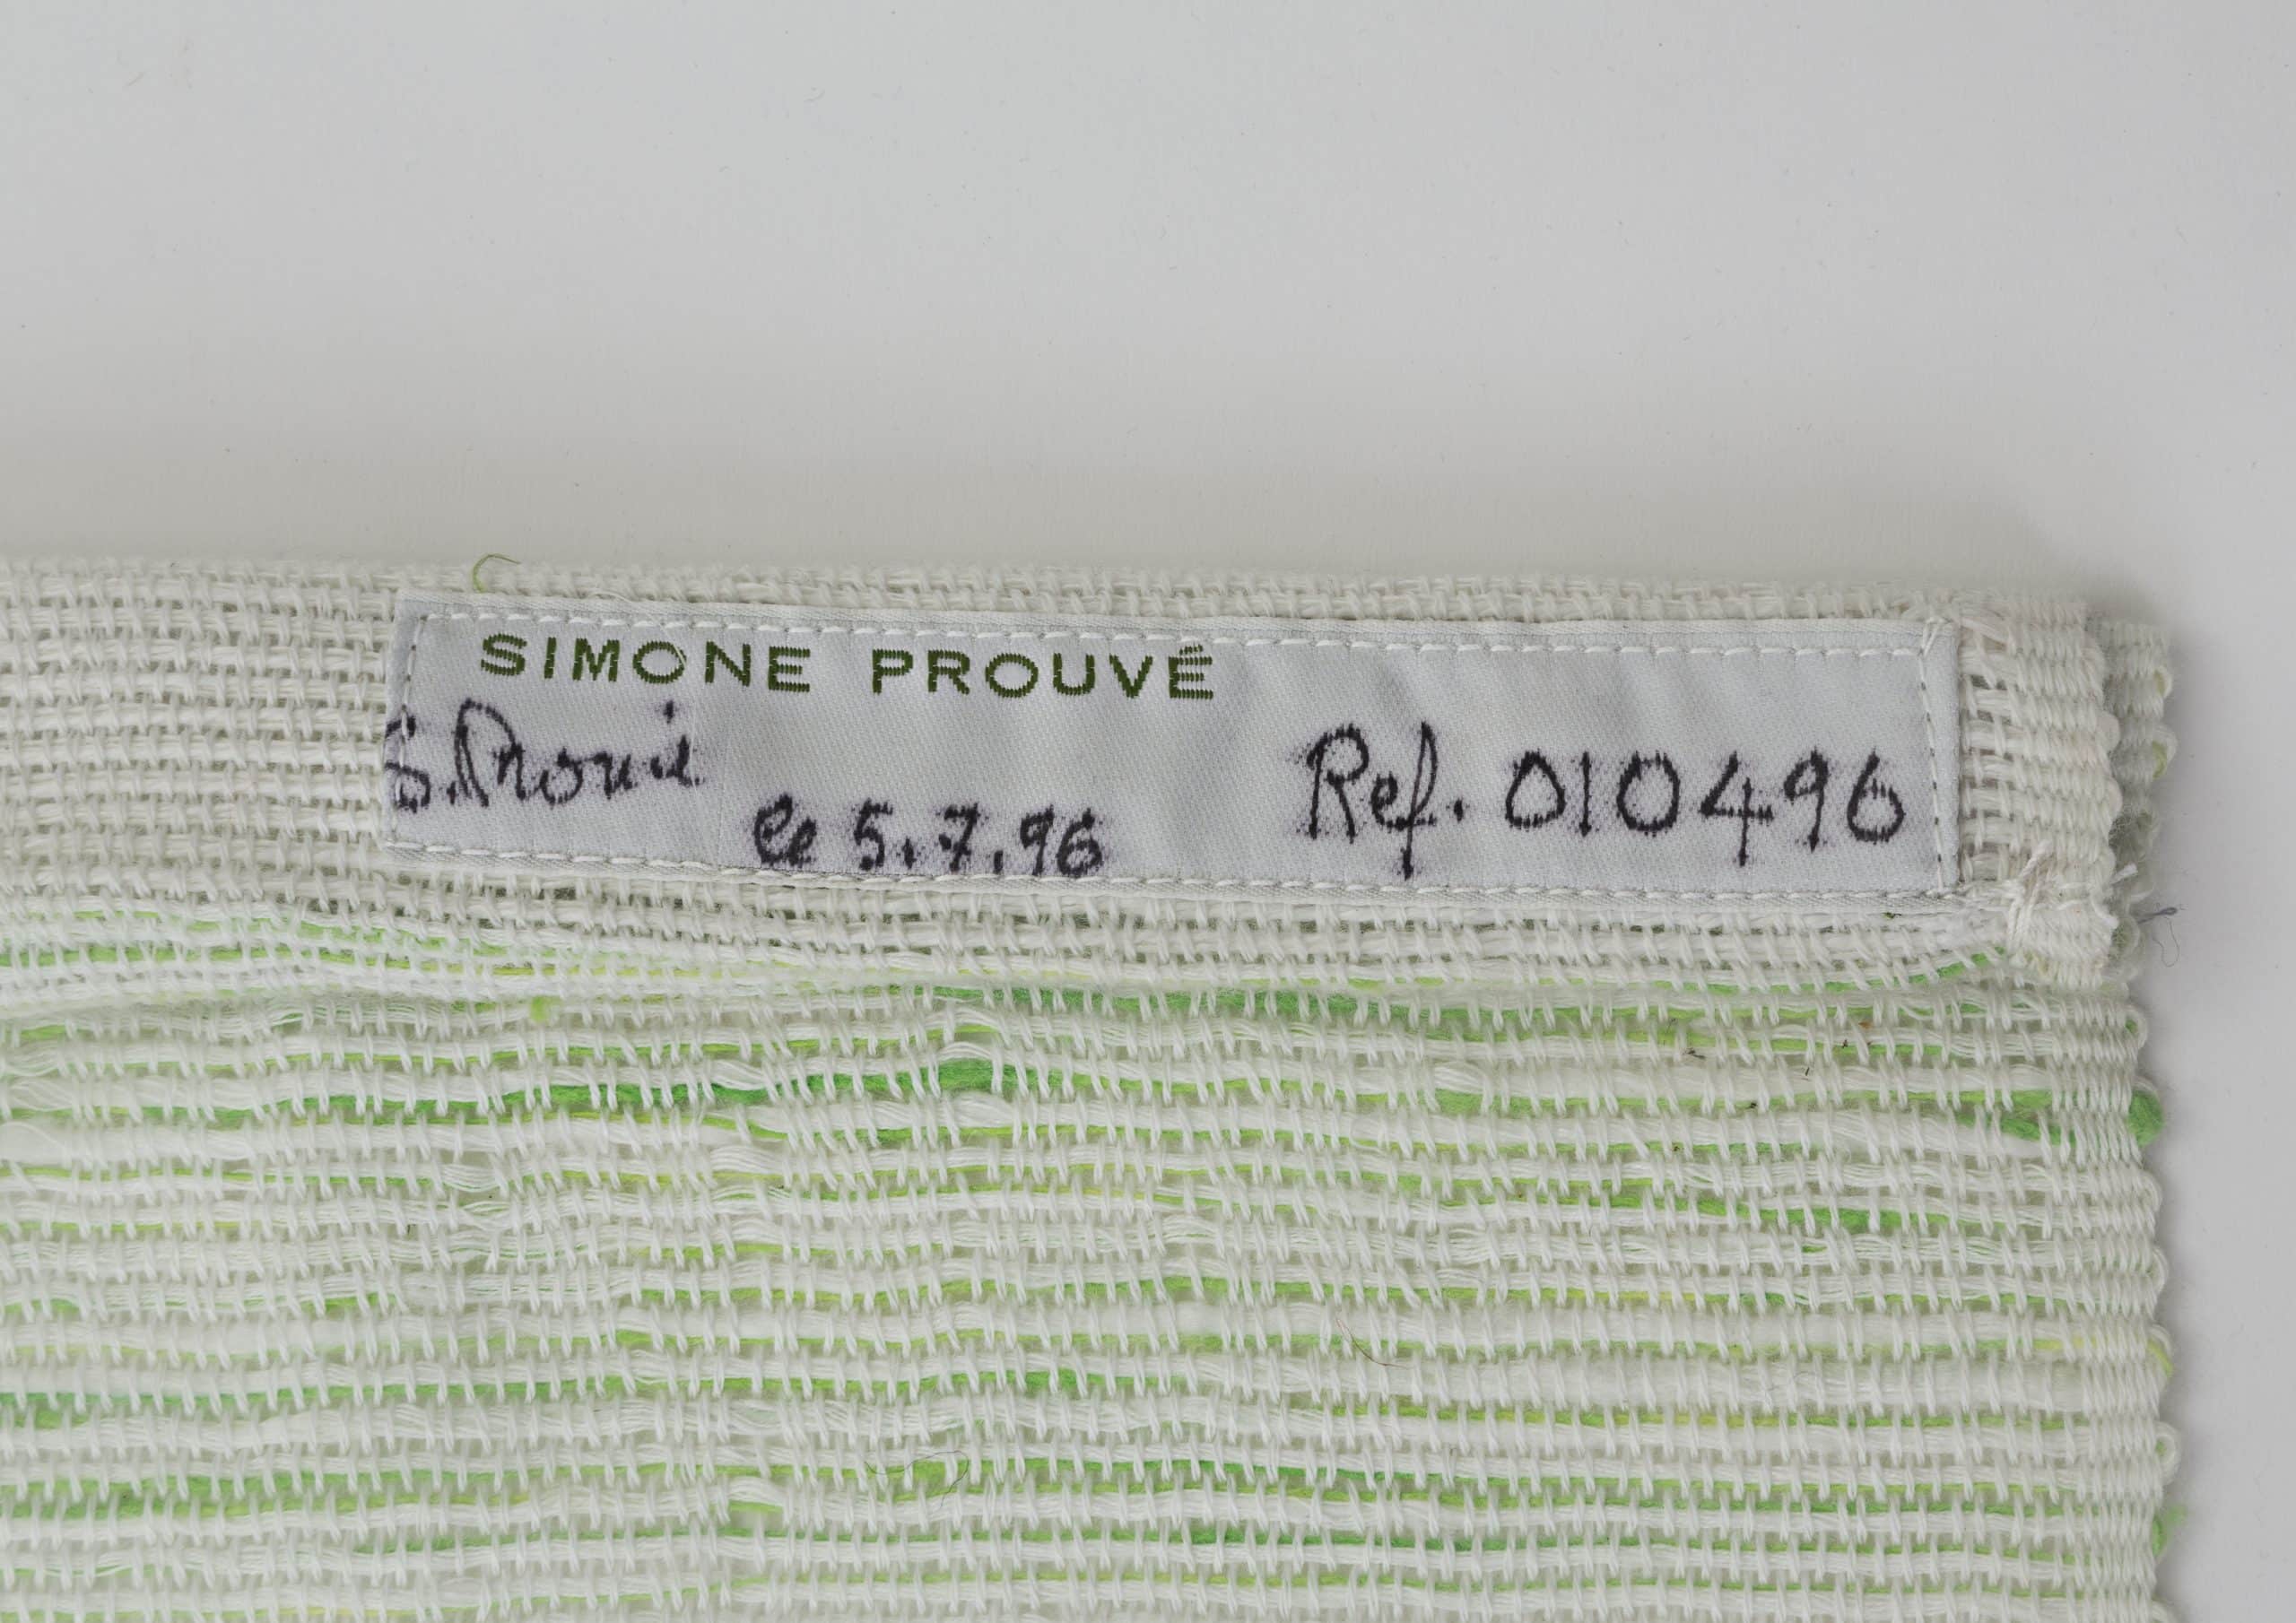 SIMONE PROUVÉ
S. Prouvé
Ref. 010496
le 5.7.96